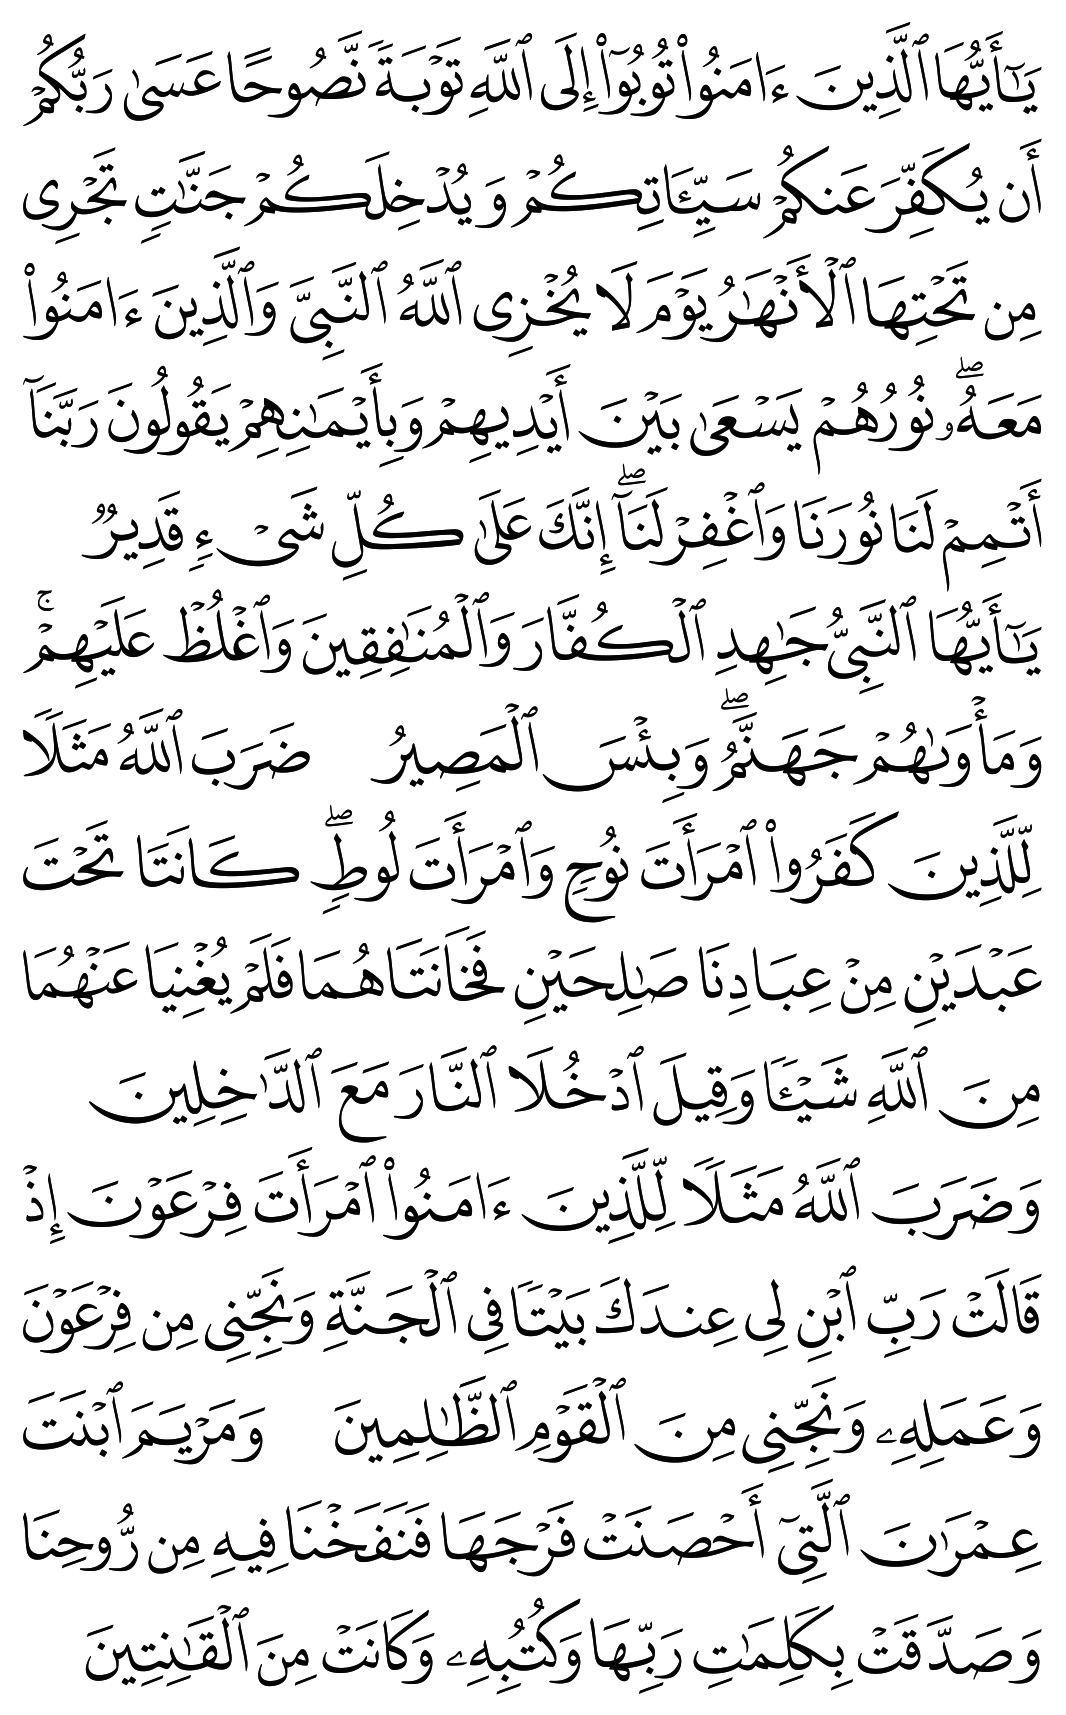 يَـٰٓأَيُّهَا ٱلَّذِينَ ءَامَنُوا۟ تُوبُوٓا۟ إِلَى ٱللَّهِ تَوْبَةً نَّصُوحًا عَسَىٰ رَبُّكُمْ
أَن يُكَفِّرَ عَنكُمْ سَيِّـَٔاتِكُمْ وَيُدْخِلَكُمْ جَنَّـٰتٍ تَجْرِى
مِن تَحْتِهَا ٱلْأَنْهَـٰرُ يَوْمَ لَا يُخْزِى ٱللَّهُ ٱلنَّبِىَّ وَٱلَّذِينَ ءَامَنُوا۟
مَعَهُۥ ۖ نُورُهُمْ يَسْعَىٰ بَيْنَ أَيْدِيهِمْ وَبِأَيْمَـٰنِهِمْ يَقُولُونَ رَبَّنَآ
أَتْمِمْ لَنَا نُورَنَا وَٱغْفِرْ لَنَآ ۖ إِنَّكَ عَلَىٰ كُلِّ شَىْءٍ قَدِيرٌ
يَـٰٓأَيُّهَا ٱلنَّبِىُّ جَـٰهِدِ ٱلْكُفَّارَ وَٱلْمُنَـٰفِقِينَ وَٱغْلُظْ عَلَيْهِمْ ۚ
وَمَأْوَىٰهُمْ جَهَنَّمُ ۖ وَبِئْسَ ٱلْمَصِيرُ ضَرَبَ ٱللَّهُ مَثَلًا
لِّلَّذِينَ كَفَرُوا۟ ٱمْرَأَتَ نُوحٍ وَٱمْرَأَتَ لُوطٍ ۖ كَانَتَا تَحْتَ
عَبْدَيْنِ مِنْ عِبَادِنَا صَـٰلِحَيْنِ فَخَانَتَاهُمَا فَلَمْ يُغْنِيَا عَنْهُمَا
مِنَ ٱللَّهِ شَيْـًٔا وَقِيلَ ٱدْخُلَا ٱلنَّارَ مَعَ ٱلدَّٰخِلِينَ
وَضَرَبَ ٱللَّهُ مَثَلًا لِّلَّذِينَ ءَامَنُوا۟ ٱمْرَأَتَ فِرْعَوْنَ إِذْ
قَالَتْ رَبِّ ٱبْنِ لِى عِندَكَ بَيْتًا فِى ٱلْجَنَّةِ وَنَجِّنِى مِن فِرْعَوْنَ
وَعَمَلِهِۦ وَنَجِّنِى مِنَ ٱلْقَوْمِ ٱلظَّـٰلِمِينَ وَمَرْيَمَ ٱبْنَتَ
عِمْرَٰنَ ٱلَّتِىٓ أَحْصَنَتْ فَرْجَهَا فَنَفَخْنَا فِيهِ مِن رُّوحِنَا
وَصَدَّقَتْ بِكَلِمَـٰتِ رَبِّهَا وَكُتُبِهِۦ وَكَانَتْ مِنَ ٱلْقَـٰنِتِينَ